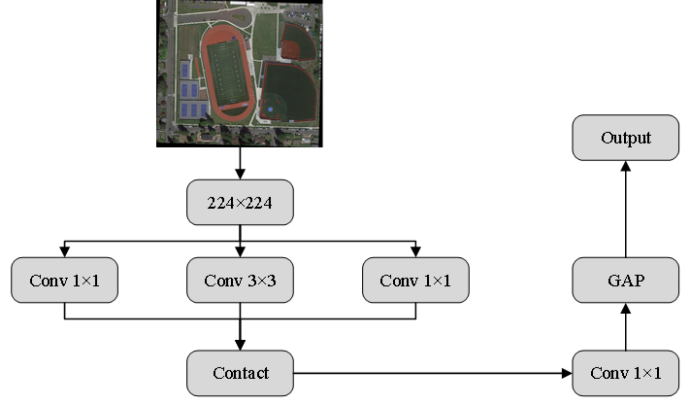 224×224
Conv 1×1
Conv 3×3
Conv 1×1
Contact
Conv 1×1
GAP
Output